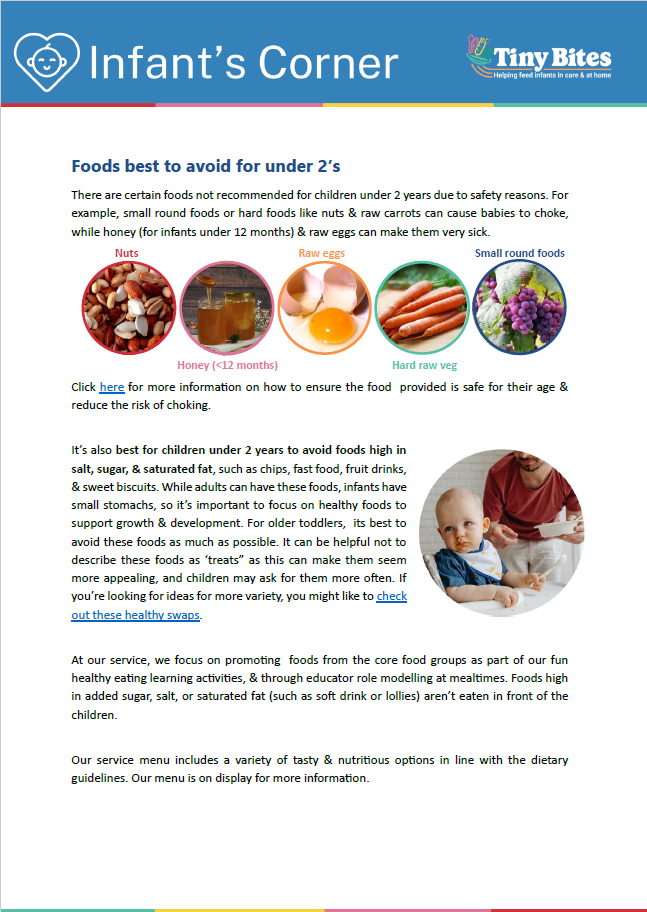 Infant's Corner
Tiny Bites
Helping feed infants in care & at home
Foods best to avoid for under 2's
There are certain foods not recommended for children under 2 years due to safety reasons. For
example, small round foods or hard foods like nuts & raw carrots can cause babies to choke,
while honey (for infants under 12 months) & raw eggs can make them very sick.
Nuts
Raw eggs
Small round foods
Honey (<12 months)
Hard raw veg
Click here for more information on how to ensure the food  provided is safe for their age &
reduce the risk of choking.
It's also best for children under 2 years to avoid foods high in
salt, sugar, & saturated fat, such as chips, fast food, fruit drinks,
& sweet biscuits. While adults can have these foods, infants have
small stomachs, so it's important to focus on healthy foods to
support growth & development. For older toddlers,  its best to
avoid these foods as much as possible. It can be helpful not to
describe these foods as ‘treats” as this can make them seem
more appealing, and children may ask for them more often. If
you're looking for ideas for more variety, you might like to check
out these healthy swaps.
At our service, we focus on promoting  foods from the core food groups as part of our fun
healthy eating learning activities, & through educator role modelling at mealtimes. Foods high
in added sugar, salt, or saturated fat (such as soft drink or lollies) aren't eaten in front of the
children.
Our service menu includes a variety of tasty & nutritious options in line with the dietary
guidelines. Our menu is on display for more information.